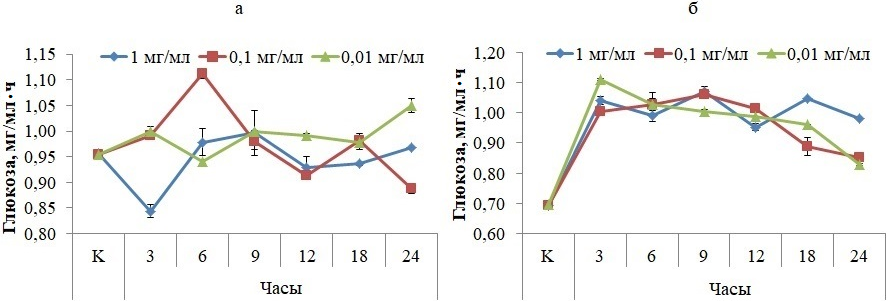 а
1 мг/мл 0,1 мг/мл 0,01 мг/мл
Глюкоза, мг/мл·ч
1,15
1,10
1,05
1,00
0,95
0,90
0,85
0,80
К 3 6 9 12 18 24
Часы
б
1 мг/мл 0,1 мг/мл 0,01 мг/мл
Глюкоза, мг/мл·ч
1,20
1,10
1,00
0,90
0,80
0,70
0,60
К 3 6 9 12 18 24
Часы